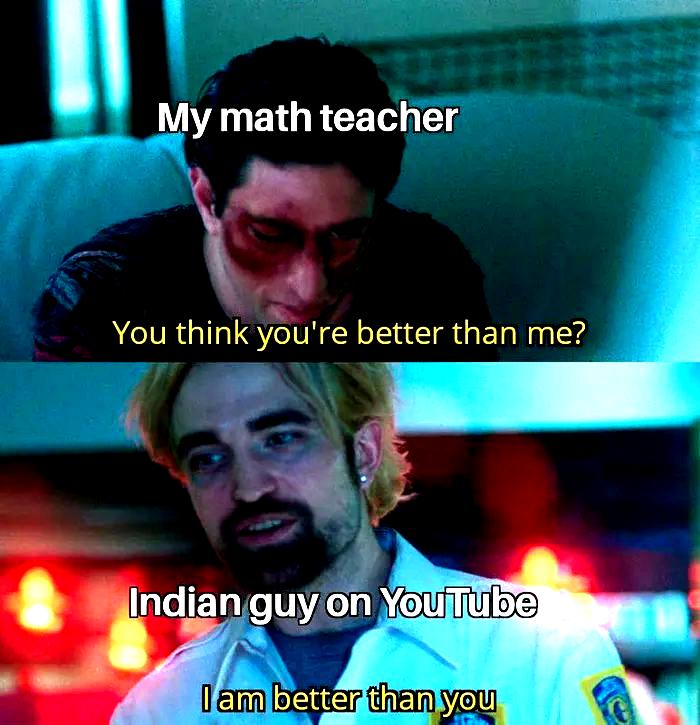 My math teacher
You think you're better than me?
Indian guy on YouTube
I am better than you